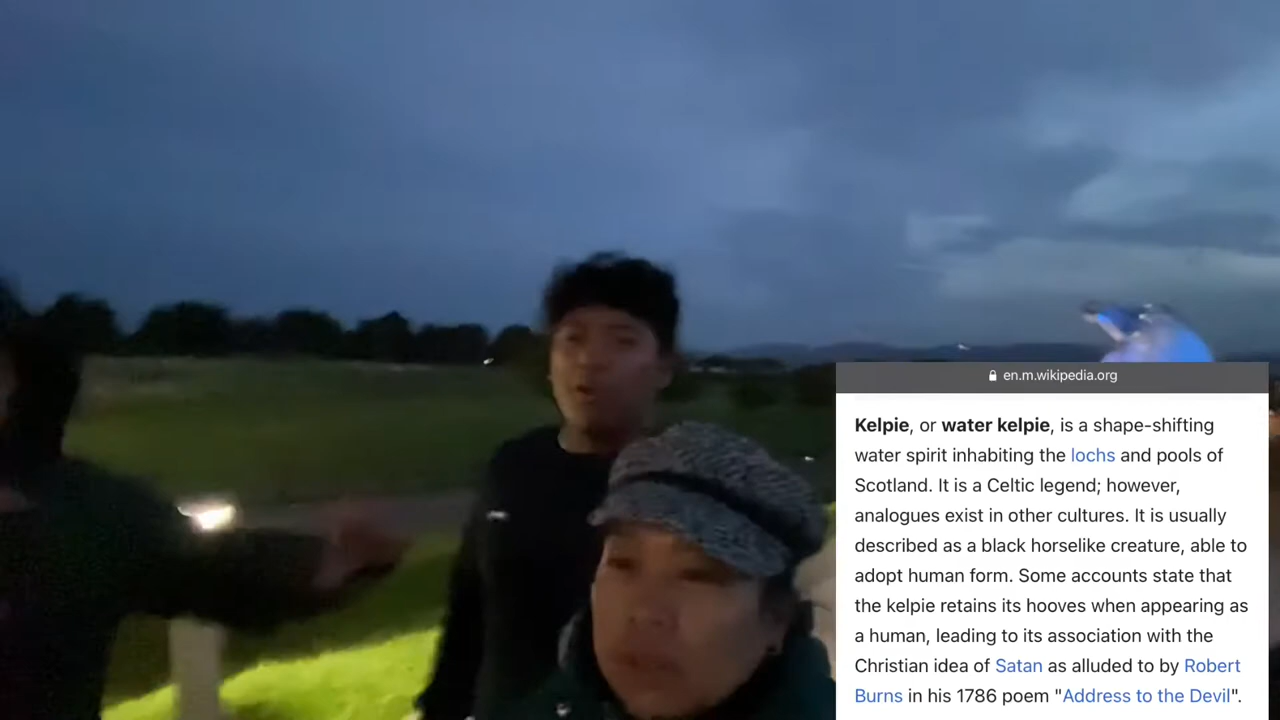 en.m.wikipedia.org
Kelpie, or water kelpie, is a shape-shifting
water spirit inhabiting the lochs and pools of
Scotland. It is a Celtic legend; however,
analogues exist in other cultures. It is usually
described as a black horselike creature, able to
adopt human form. Some accounts state that
the kelpie retains its hooves when appearing as
a human, leading to its association with the
Christian idea of Satan as alluded to by Robert
Burns in his 1786 poem "Address to the Devil".